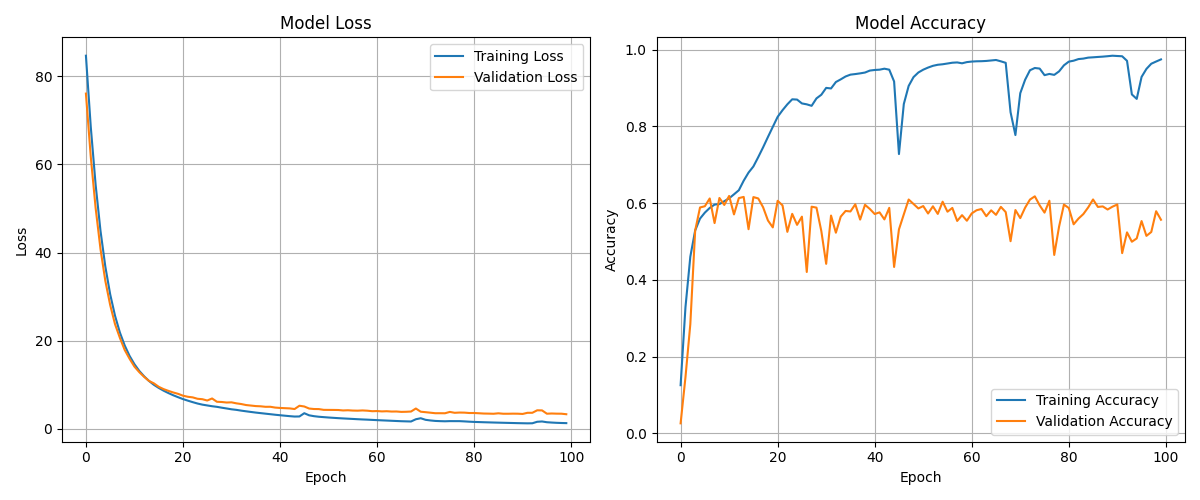 Model Loss
Training Loss
Validation Loss
Loss
80
60
40
20
0
0 20 40 60 80 100
Epoch
Model Accuracy
Accuracy
1.0
0.8
0.6
0.4
0.2
0.0
Training Accuracy
Validation Accuracy
0 20 40 60 80 100
Epoch